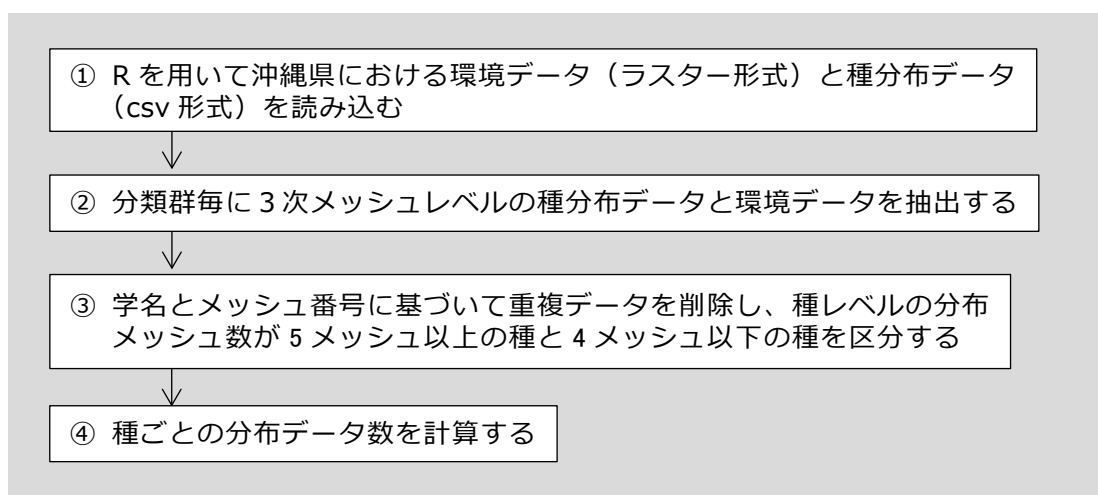 ① R を用いて沖縄県における環境データ（ラスター形式）と種分布データ
（csv 形式）を読み込む
② 分類群毎に３次メッシュレベルの種分布データと環境データを抽出する
③ 学名とメッシュ番号に基づいて重複データを削除し、種レベルの分布
メッシュ数が 5 メッシュ以上の種と 4 メッシュ以下の種を区分する
④ 種ごとの分布データ数を計算する